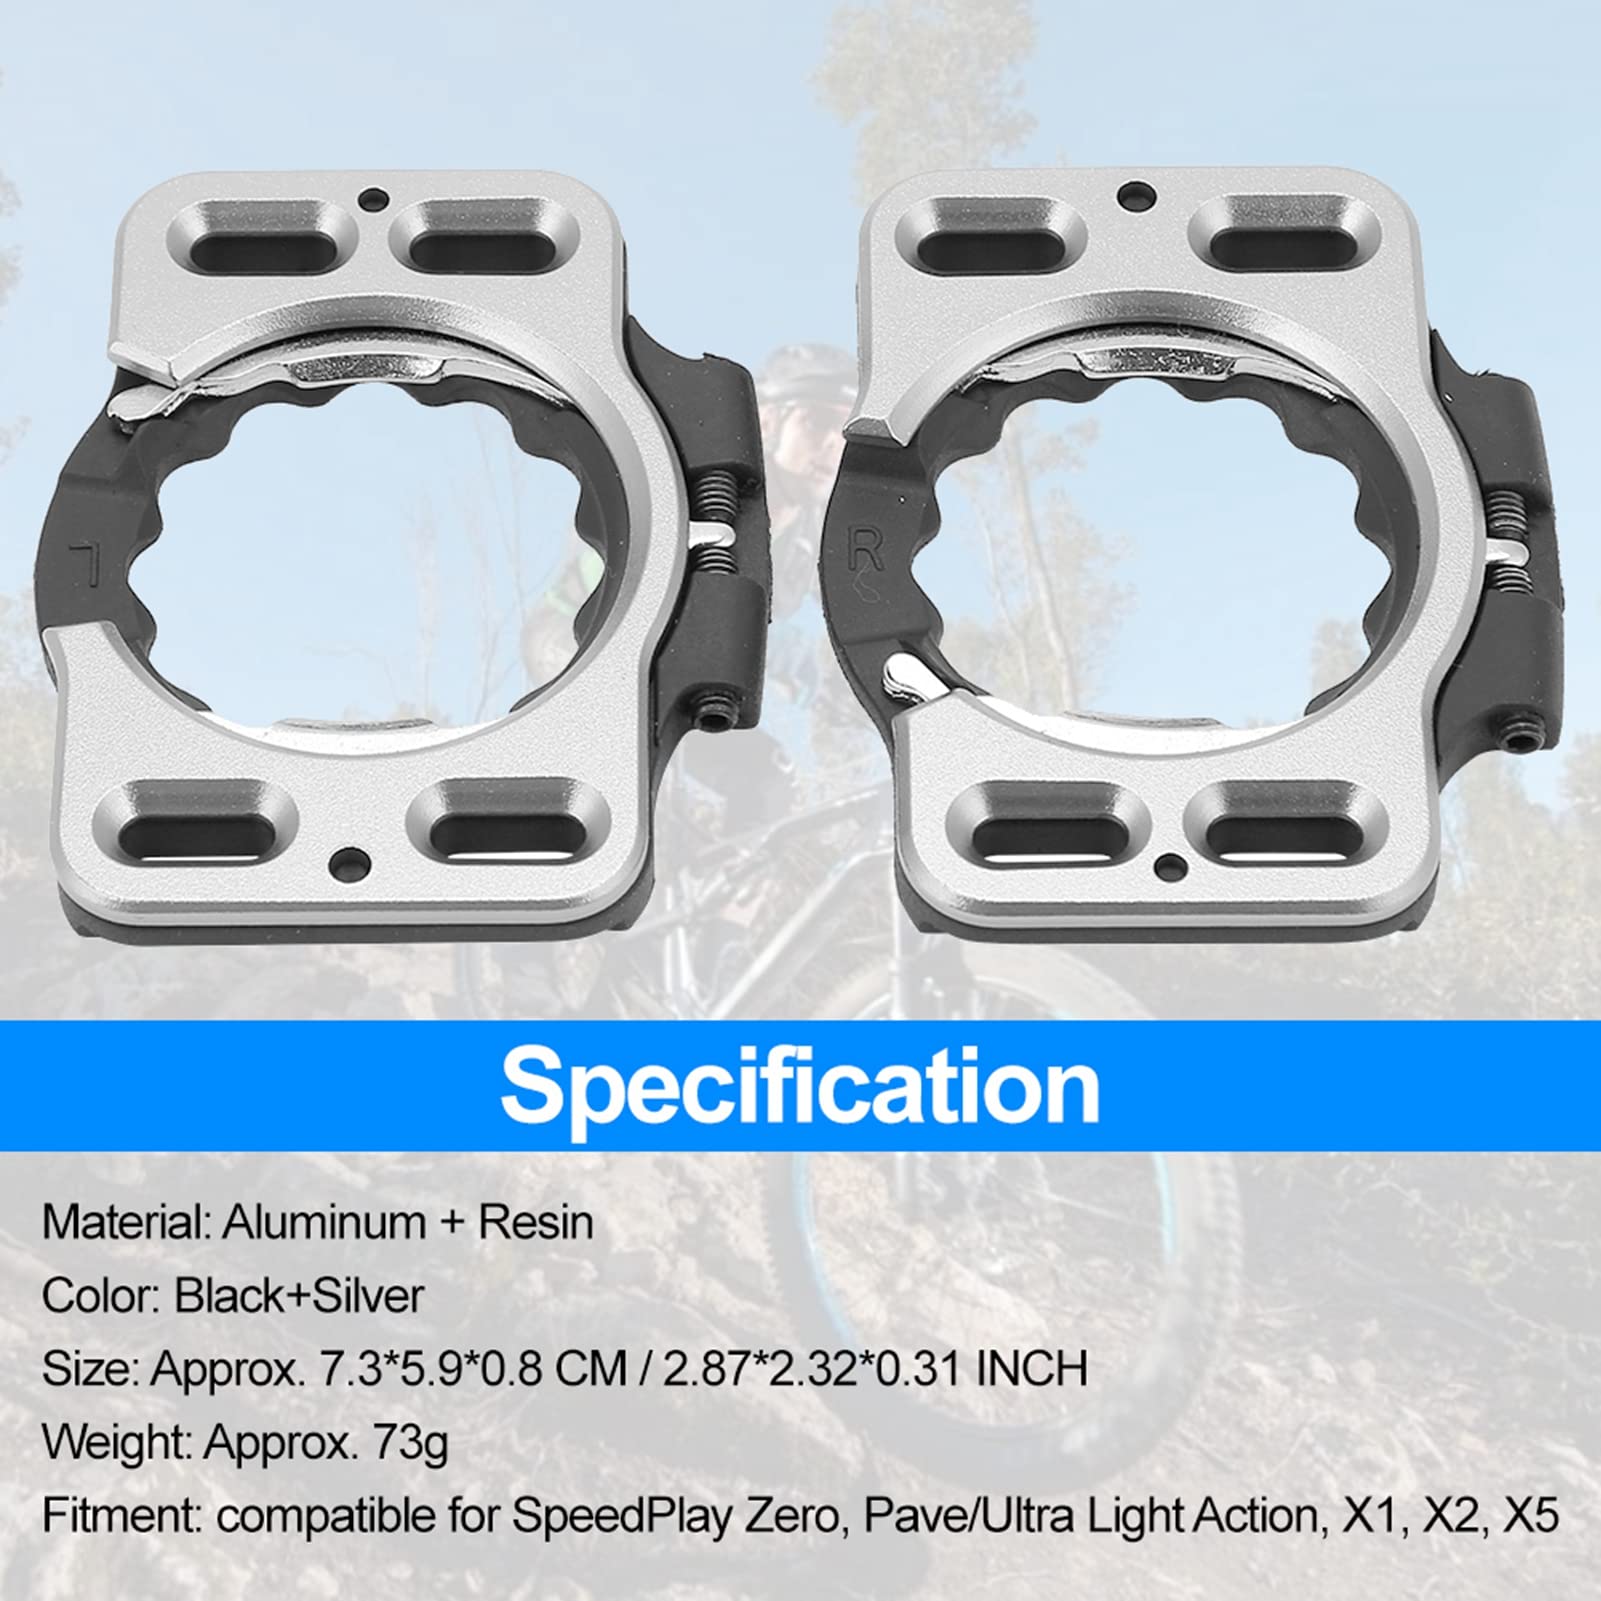 L
R
Specification
Material: Aluminum + Resin
Color: Black+Silver
Size: Approx. 7.3*5.9*0.8 CM / 2.87*2.32*0.31 INCH
Weight: Approx. 73g
Fitment: compatible for SpeedPlay Zero, Pave/Ultra Light Action, X1, X2, X5